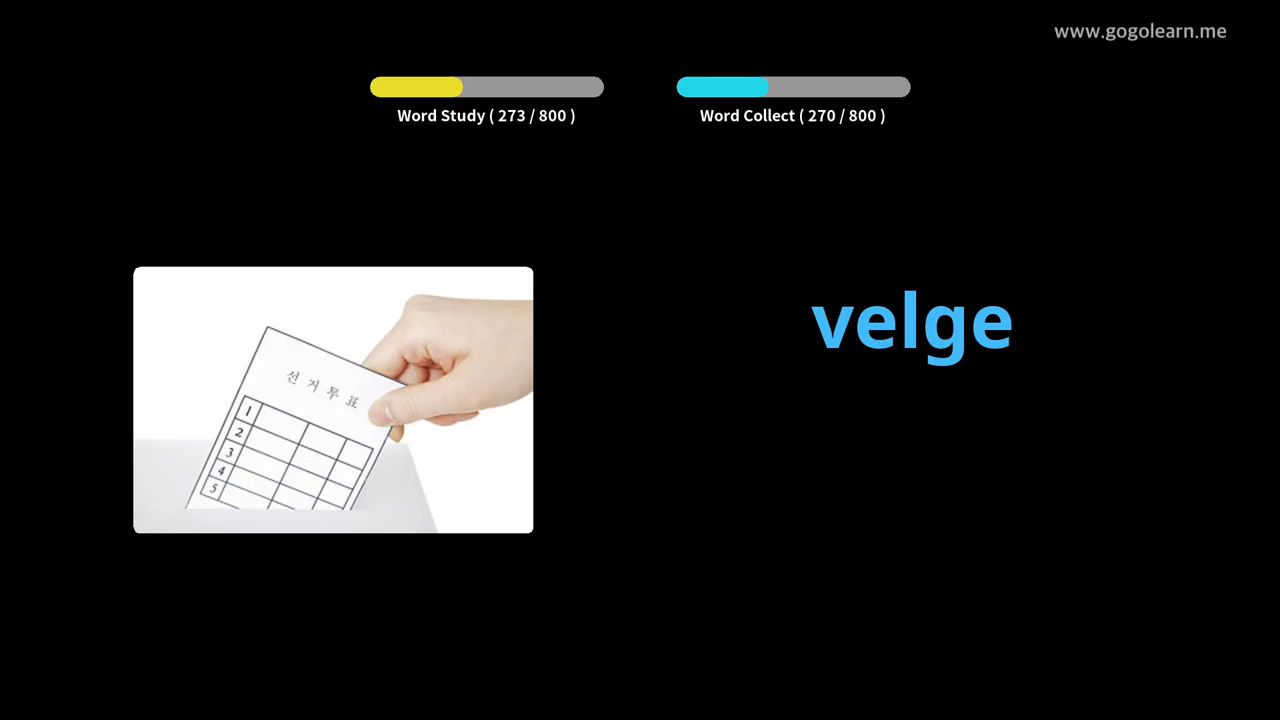 www.gogolearn.me
Word Study ( 273 / 800 )
Word Collect ( 270 / 800 )
velge
선거투표
1
2
3
4
5